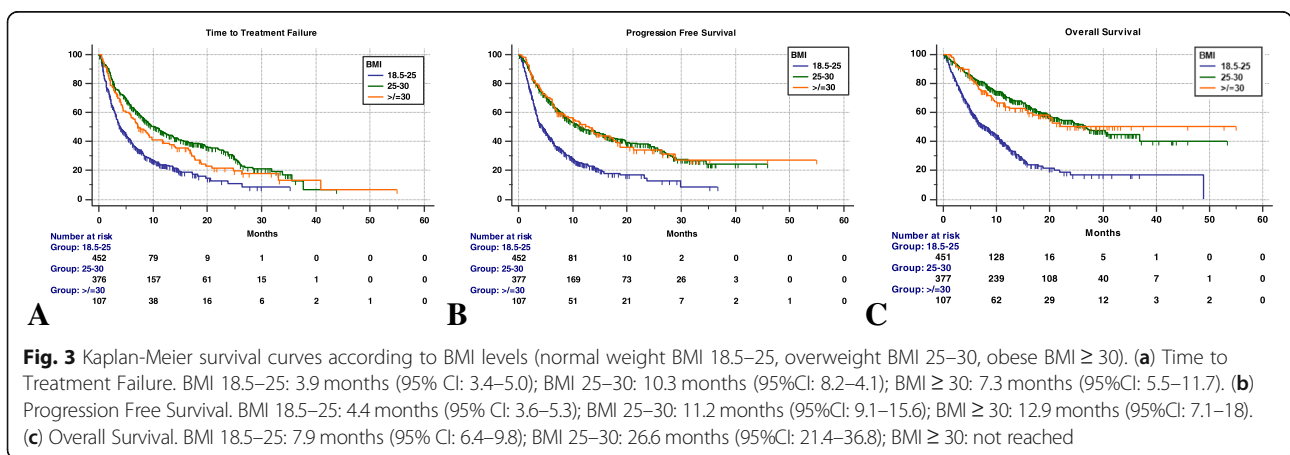 Time to Treatment Failure
100
80
60
40
20
0
BMI
18.5-25
25-30
>/=30
0 10 20 30 40 50 60
Months
Number at risk
Group: 18.5-25
452 79 9 1 0 0 0
Group: 25-30
376 157 61 15 1 0 0
Group: >/=30
107 38 16 6 2 1 0
A
Progression Free Survival
100
80
60
40
20
0
BMI
18.5-25
25-30
>/=30
0 10 20 30 40 50 60
Months
Number at risk
Group: 18.5-25
452 81 10 2 0 0 0
Group: 25-30
377 169 73 26 3 0 0
Group: >/=30
107 51 21 7 2 1 0
B
Overall Survival
100
80
60
40
20
0
BMI
18.5-25
25-30
>/=30
0 10 20 30 40 50 60
Months
Number at risk
Group: 18.5-25
451 128 16 5 1 0 0
Group: 25-30
377 239 108 40 7 1 0
Group: >/=30
107 62 29 12 3 2 0
C
Fig. 3 Kaplan-Meier survival curves according to BMI levels (normal weight BMI 18.5–25, overweight BMI 25–30, obese BMI ≥ 30). (a) Time to
Treatment Failure. BMI 18.5–25: 3.9 months (95% CI: 3.4–5.0); BMI 25–30: 10.3 months (95%CI: 8.2–4.1); BMI ≥ 30: 7.3 months (95%CI: 5.5–11.7). (b)
Progression Free Survival. BMI 18.5–25: 4.4 months (95% CI: 3.6–5.3); BMI 25–30: 11.2 months (95%CI: 9.1–15.6); BMI ≥ 30: 12.9 months (95%CI: 7.1–18).
(c) Overall Survival. BMI 18.5–25: 7.9 months (95% CI: 6.4–9.8); BMI 25–30: 26.6 months (95%CI: 21.4–36.8); BMI ≥ 30: not reached